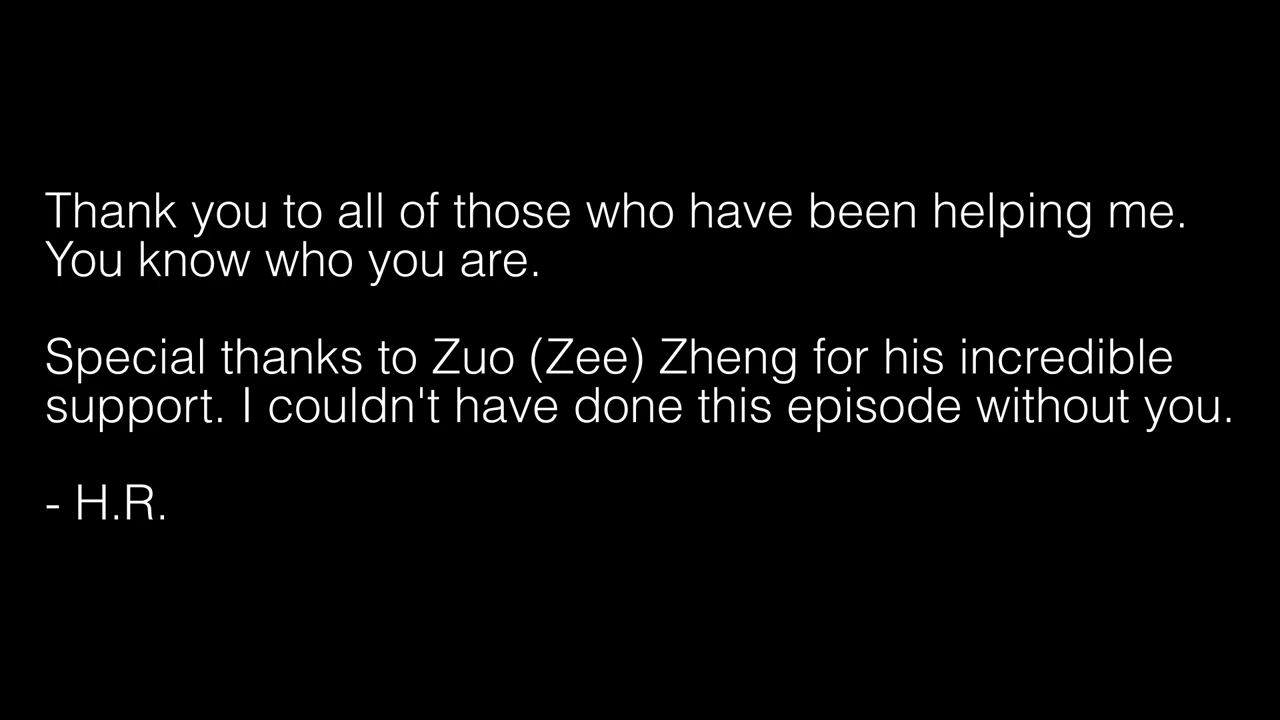 Thank you to all of those who have been helping me.
You know who you are.
Special thanks to Zuo (Zee) Zheng for his incredible
support. I couldn't have done this episode without you.
- H.R.